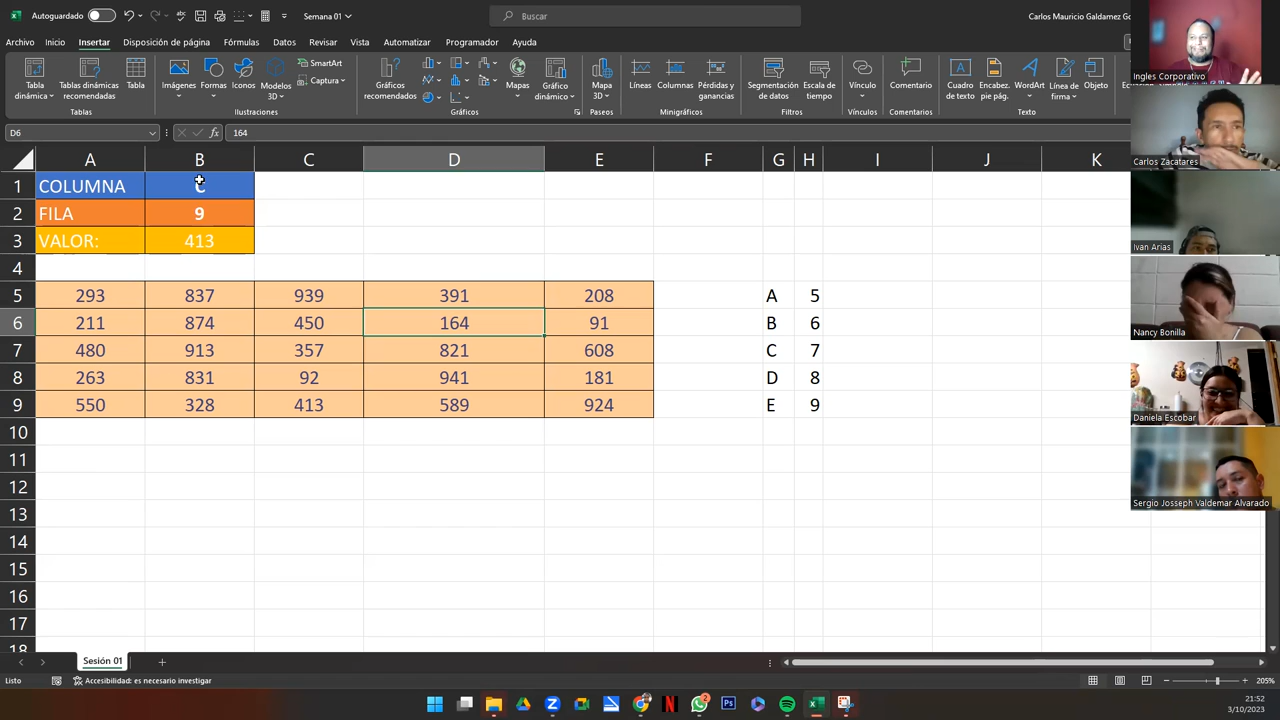 Autoguardado
Semana 01
Buscar
Carlos Mauricio Galdamez Go
Archivo Inicio Insertar Disposición de página Fórmulas Datos Revisar Vista Automatizar Programador Ayuda
Tabla dinámica
Tablas dinámicas recomendadas
Tabla
Imágenes
Formas
Iconos
Modelos 3D
SmartArt
Captura
Gráficos recomendados
Mapas
Gráfico dinámico
Mapa 3D
Líneas
Columnas
Pérdidas y ganancias
Segmentación de datos
Escala de tiempo
Vínculo
Comentario
Cuadro de texto
Encabez. pie pág.
WordArt
Línea de firma
Objeto
Tablas
Ilustraciones
Gráficos
Paseos
Minigráficos
Filtros
Vínculos
Comentarios
Texto
D6 fx 164
A B C D E F G H I J K
1 COLUMNA C
2 FILA 9
3 VALOR: 413
4
5 293 837 939 391 208 A 5
6 211 874 450 164 91 B 6
7 480 913 357 821 608 C 7
8 263 831 92 941 181 D 8
9 550 328 413 589 924 E 9
10
11
12
13
14
15
16
17
18
Sesión 01
Listo
Accesibilidad: es necesario investigar
205%
21:52
3/10/2023
2
Ingles Corporativo
Carlos Zacatares
Ivan Arias
Nancy Bonilla
Daniela Escobar
Sergio Josseph Valdemar Alvarado